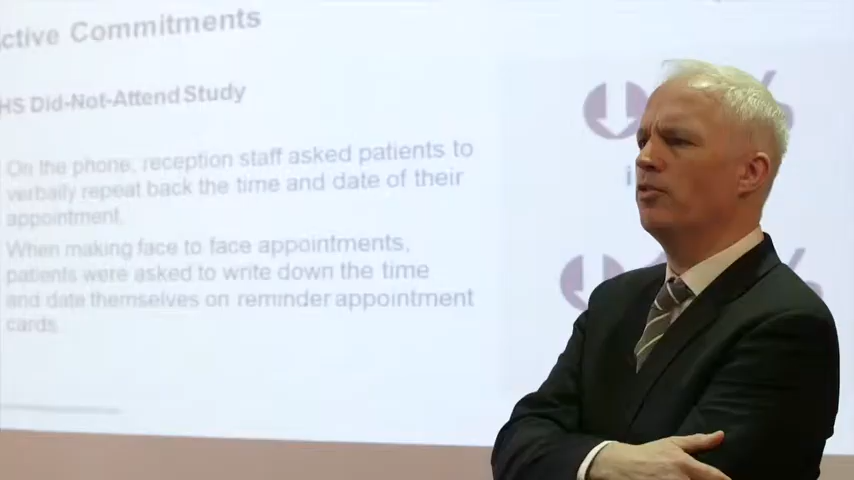 ctive Commitments
HS Did-Not-Attend Study
On the phone, reception staff asked patients to
verbally repeat back the time and date of their
appointment.
When making face to face appointments,
patients were asked to write down the time
and date themselves on reminder appointment
cards.
%
i